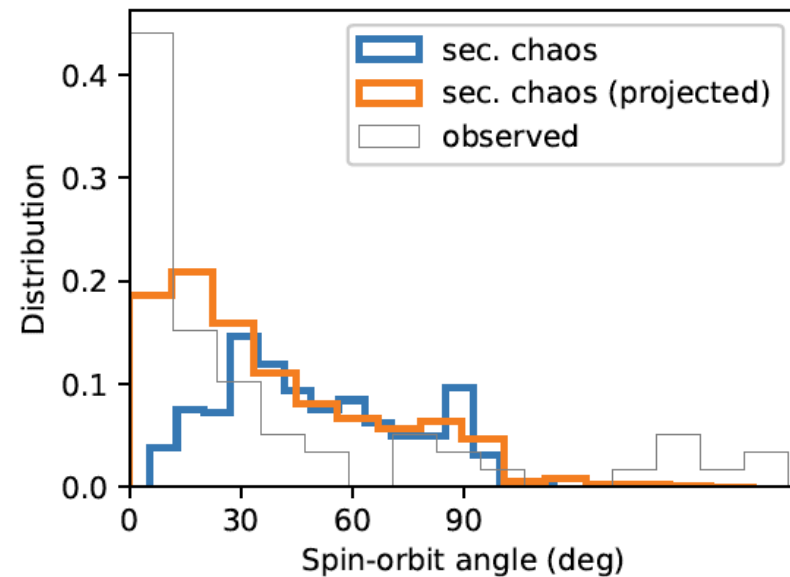 sec. chaos
sec. chaos (projected)
observed
Distribution
0.4
0.3
0.2
0.1
0.0
0 30 60 90
Spin-orbit angle (deg)